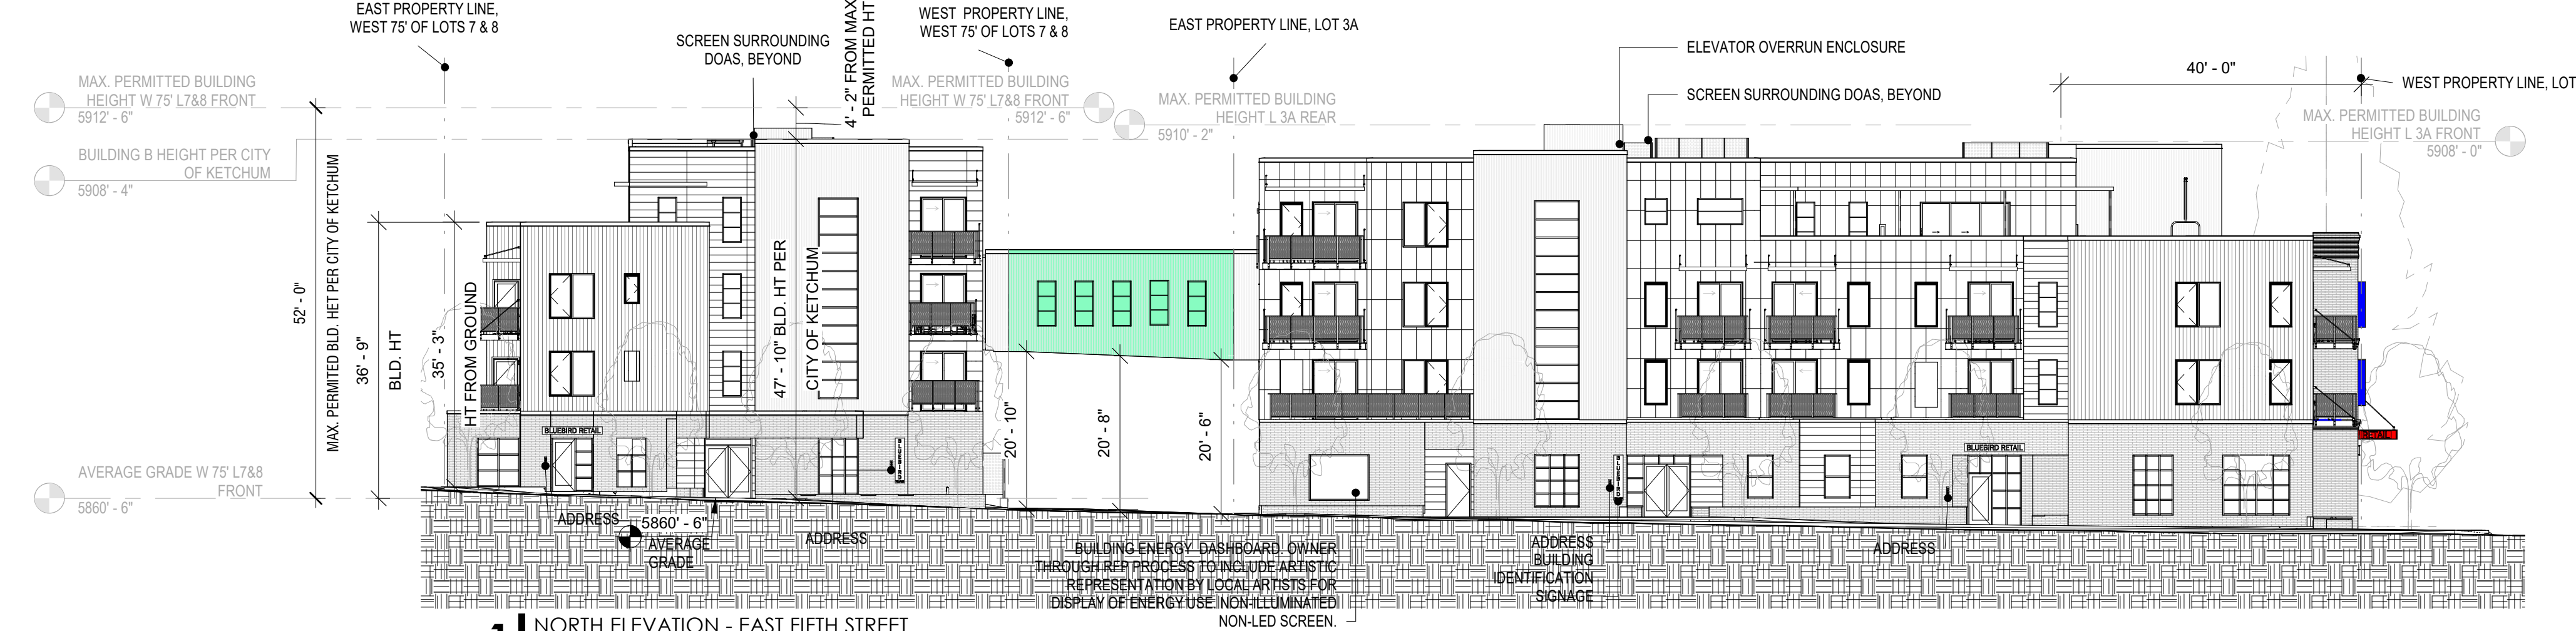 EAST PROPERTY LINE,
WEST 75' OF LOTS 7 & 8
SCREEN SURROUNDING
DOAS, BEYOND
4' - 2" FROM MAX
PERMITTED HT
WEST PROPERTY LINE,
WEST 75' OF LOTS 7 & 8
EAST PROPERTY LINE, LOT 3A
ELEVATOR OVERRUN ENCLOSURE
SCREEN SURROUNDING DOAS, BEYOND
40' - 0"
WEST PROPERTY LINE, LOT
MAX. PERMITTED BUILDING
HEIGHT W 75' L7&8 FRONT
5912' - 6"
MAX. PERMITTED BUILDING
HEIGHT W 75' L7&8 FRONT
5912' - 6"
MAX. PERMITTED BUILDING
HEIGHT L 3A REAR
5910' - 2"
MAX. PERMITTED BUILDING
HEIGHT L 3A FRONT
5908' - 0"
BUILDING B HEIGHT PER CITY
OF KETCHUM
5908' - 4"
52' - 0"
MAX. PERMITED BLD. HET PER CITY OF KETCHUM
36' - 9"
BLD. HT
35' - 3"
HT FROM GROUND
47' - 10" BLD. HT PER
CITY OF KETCHUM
20' - 10"
20' - 8"
20' - 6"
BLUEBIRD RETAIL
BLUEBIRD
BLUEBIRD
BLUEBIRD RETAIL
RETAIL
AVERAGE GRADE W 75' L7&8
FRONT
5860' - 6"
ADDRESS
5860' - 6"
AVERAGE
GRADE
ADDRESS
BUILDING ENERGY DASHBOARD. OWNER
THROUGH RFP PROCESS TO INCLUDE ARTISTIC
REPRESENTATION BY LOCAL ARTISTS FOR
DISPLAY OF ENERGY USE. NON-ILLUMINATED
NON-LED SCREEN.
ADDRESS
BUILDING
IDENTIFICATION
SIGNAGE
ADDRESS
1 NORTH ELEVATION - EAST FIFTH STREET